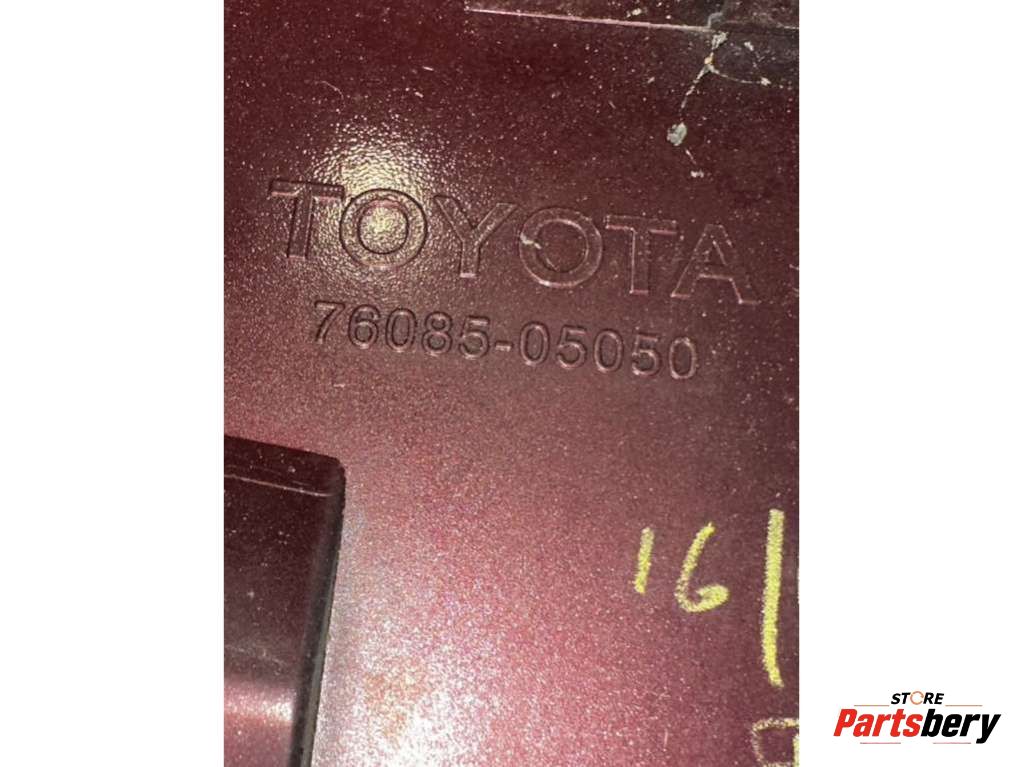 TOYOTA
76085-05050
16/
STORE
Partsbery